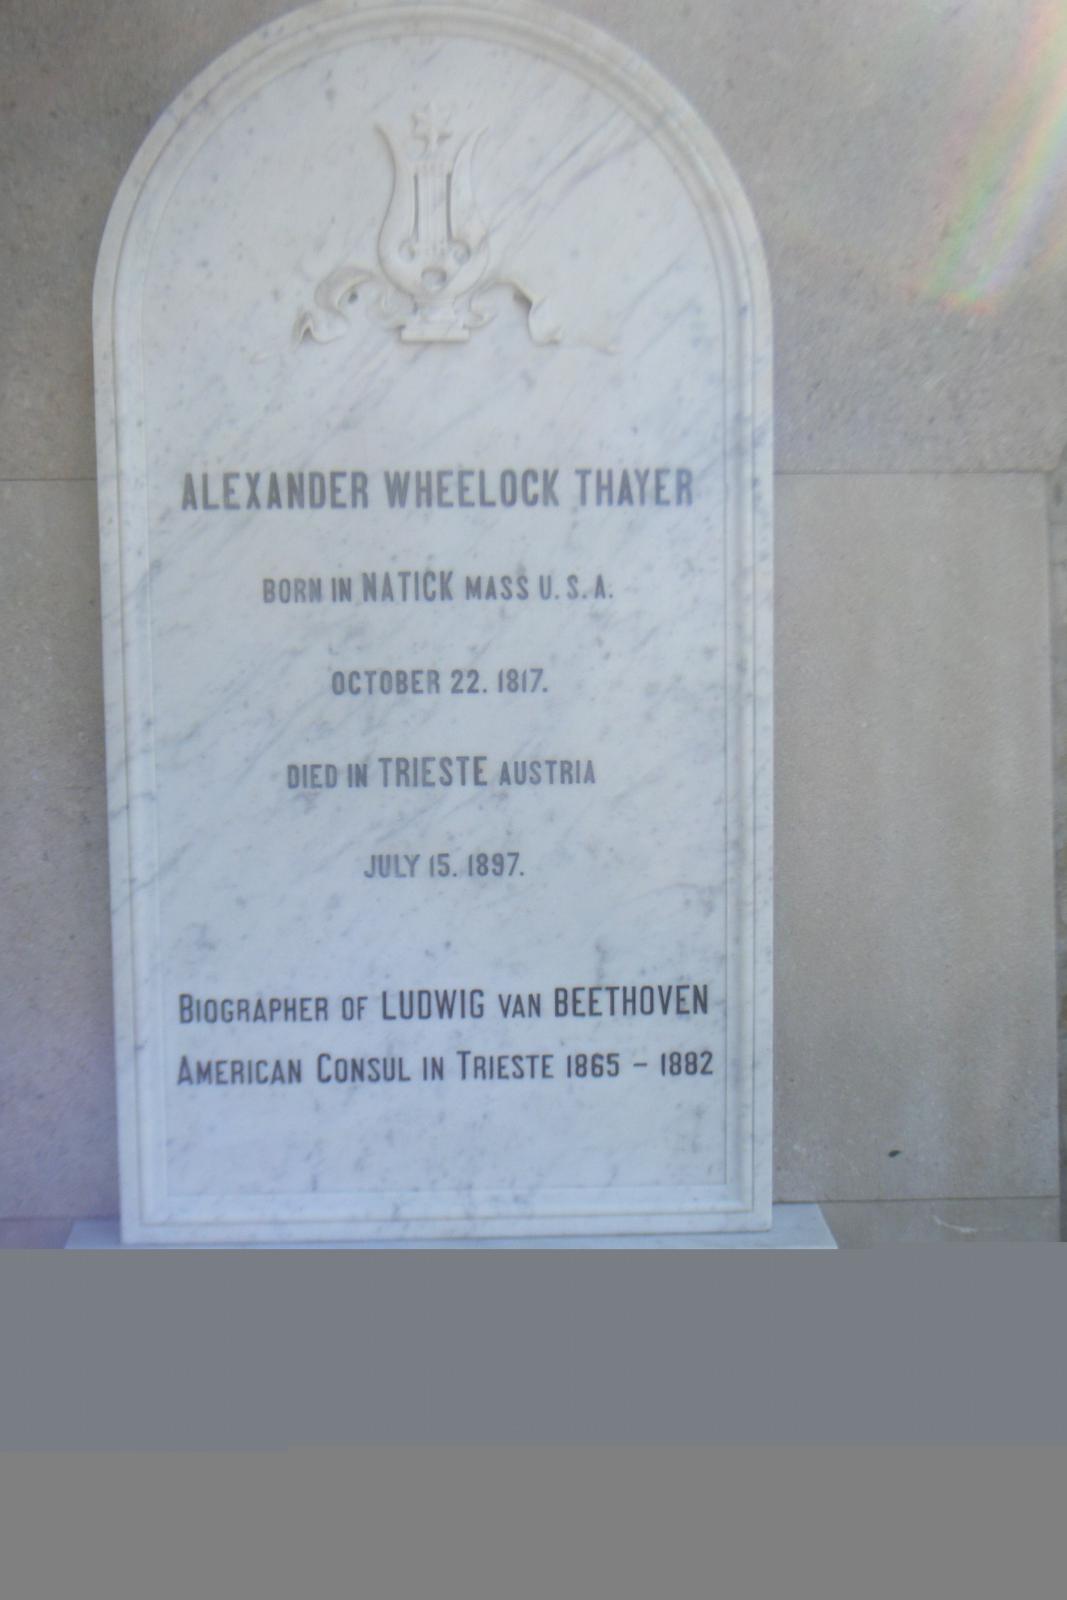 ALEXANDER WHEELOCK THAYER
BORN IN NATICK MASS U.S.A.
OCTOBER 22. 1817.
DIED IN TRIESTE AUSTRIA
JULY 15. 1897.
BIOGRAPHER OF LUDWIG VAN BEETHOVEN
AMERICAN CONSUL IN TRIESTE 1865 – 1882